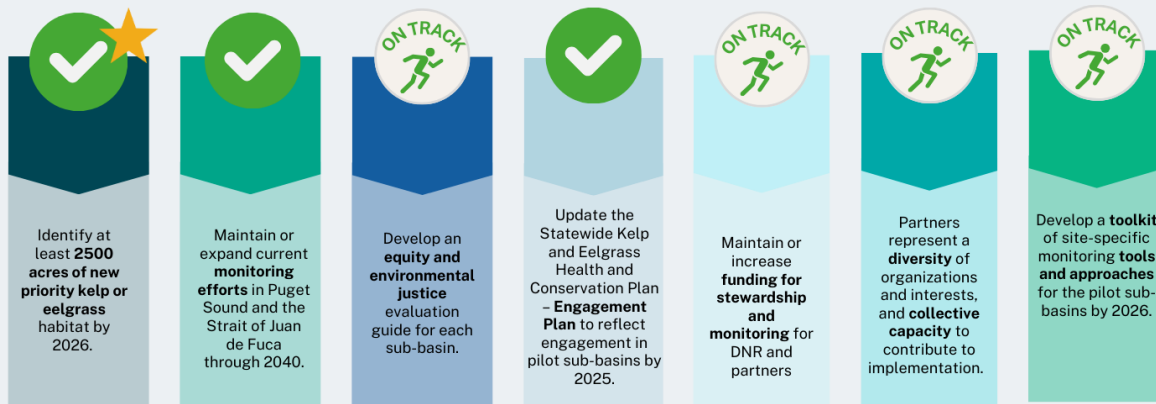 Identify at
least 2500
acres of new
priority kelp or
eelgrass
habitat by
2026.
Maintain or
expand current
monitoring
efforts in Puget
Sound and the
Strait of Juan
de Fuca
through 2040.
ON TRACK
Develop an
equity and
environmental
justice
evaluation
guide for each
sub-basin.
Update the
Statewide Kelp
and Eelgrass
Health and
Conservation Plan
– Engagement
Plan to reflect
engagement in
pilot sub-basins by
2025.
ON TRACK
Maintain or
increase
funding for
stewardship
and
monitoring for
DNR and
partners
ON TRACK
Partners
represent a
diversity of
organizations
and interests,
and collective
capacity to
contribute to
implementation.
ON TRACK
Develop a toolkit
of site-specific
monitoring tools
and approaches
for the pilot sub-
basins by 2026.